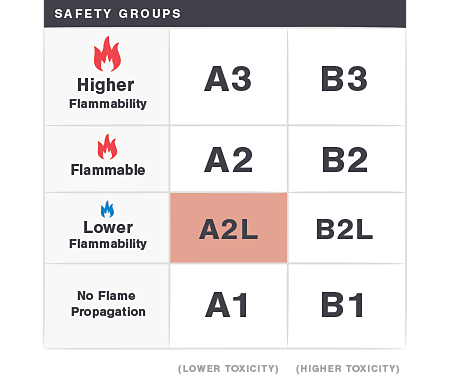 SAFETY GROUPS
Higher
Flammability
A3
B3
Flammable
A2
B2
Lower
Flammability
A2L
B2L
No Flame
Propagation
A1
B1
(LOWER TOXICITY)
(HIGHER TOXICITY)